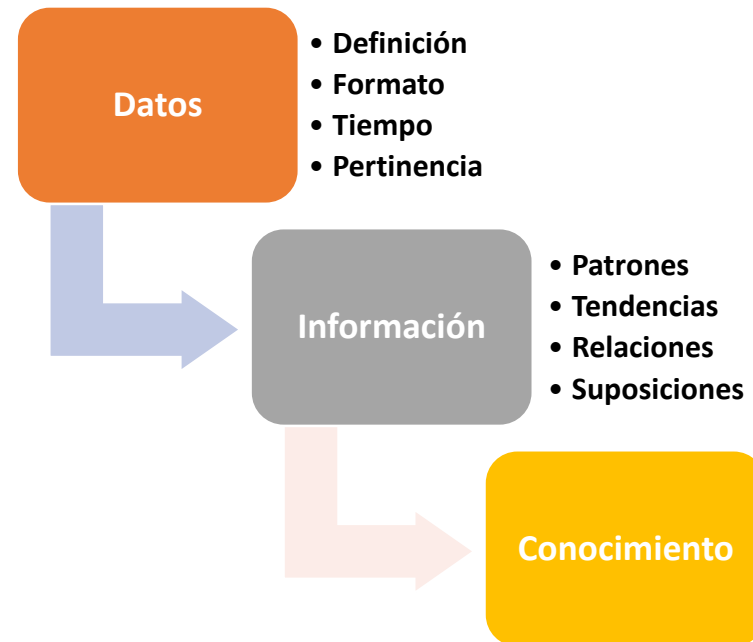 Datos
• Definición
• Formato
• Tiempo
• Pertinencia
Información
• Patrones
• Tendencias
• Relaciones
• Suposiciones
Conocimiento